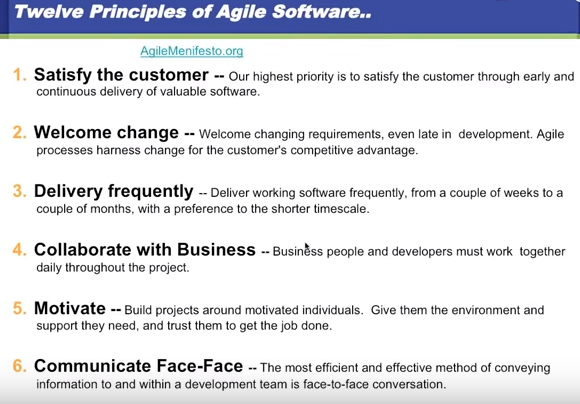 Twelve Principles of Agile Software..
AgileMenifesto.org
1. Satisfy the customer -- Our highest priority is to satisfy the customer through early and
continuous delivery of valuable software.
2. Welcome change -- Welcome changing requirements, even late in development. Agile
processes harness change for the customer's competitive advantage.
3. Delivery frequently -- Deliver working software frequently, from a couple of weeks to a
couple of months, with a preference to the shorter timescale.
4. Collaborate with Business -- Business people and developers must work together
daily throughout the project.
5. Motivate -- Build projects around motivated individuals. Give them the environment and
support they need, and trust them to get the job done.
6. Communicate Face-Face -- The most efficient and effective method of conveying
information to and within a development team is face-to-face conversation.